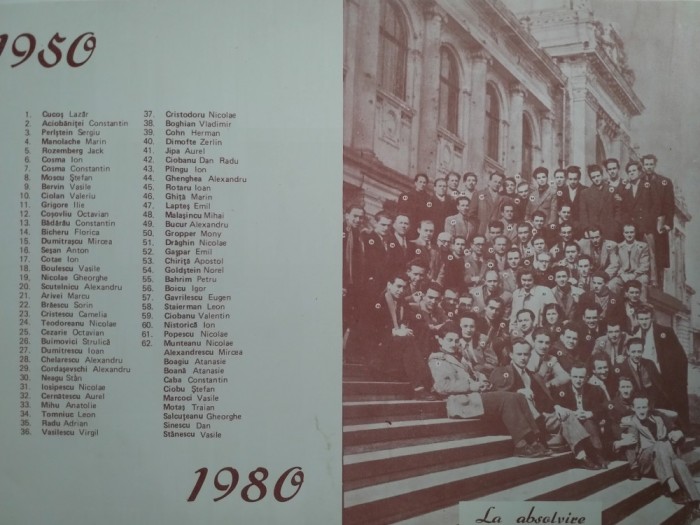 1950
1. Cucoș Lazăr
2. Aciobăniței Constantin
3. Perlștein Sergiu
4. Manolache Marin
5. Rozemberg Jack
6. Cosma Ion
7. Cosma Constantin
8. Moscu Ștefan
9. Bervin Vasile
10. Ciolan Valeriu
11. Grigore Ilie
12. Coșovliu Octavian
13. Bădărău Constantin
14. Bicheru Florica
15. Dumitrașcu Mircea
16. Seșan Anton
17. Cotae Ion
18. Boulescu Vasile
19. Nicolae Gheorghe
20. Scutelnicu Alexandru
21. Arivei Marcu
22. Brătescu Sorin
23. Cristescu Camelia
24. Teodoreanu Nicolae
25. Cezarie Octavian
26. Buimovici Strulică
27. Dumitrescu Ioan
28. Chelarescu Alexandru
29. Cordașevschi Alexandru
30. Neagu Stăn
31. Iosipescu Nicolae
32. Cernătescu Aurel
33. Mihu Anatolie
34. Tomniuc Leon
35. Radu Adrian
36. Vasilescu Virgil
37. Cristodoru Nicolae
38. Boghian Vladimir
39. Cohn Herman
40. Dimofte Zerlin
41. Jipa Aurel
42. Ciobanu Dan Radu
43. Pîlngu Ion
44. Ghenghea Alexandru
45. Rotaru Ioan
46. Ghiță Marin
47. Lapteș Emil
48. Malașincu Mihai
49. Bucur Alexandru
50. Gropper Mony
51. Drăghin Nicolae
52. Gașpar Emil
53. Chiriță Apostol
54. Goldștein Norel
55. Bahrim Petru
56. Boicu Igor
57. Gavrilescu Eugen
58. Staierman Leon
59. Ciobanu Valentin
60. Nistorică Ion
61. Popescu Nicolae
62. Munteanu Nicolae
Alexandrescu Mircea
Boagiu Atanasie
Boană Atanasie
Caba Constantin
Ciobu Ștefan
Marcoci Vasile
Motaș Traian
Salcuțeanu Gheorghe
Sinescu Dan
Stănescu Vasile
1980
La absolvire